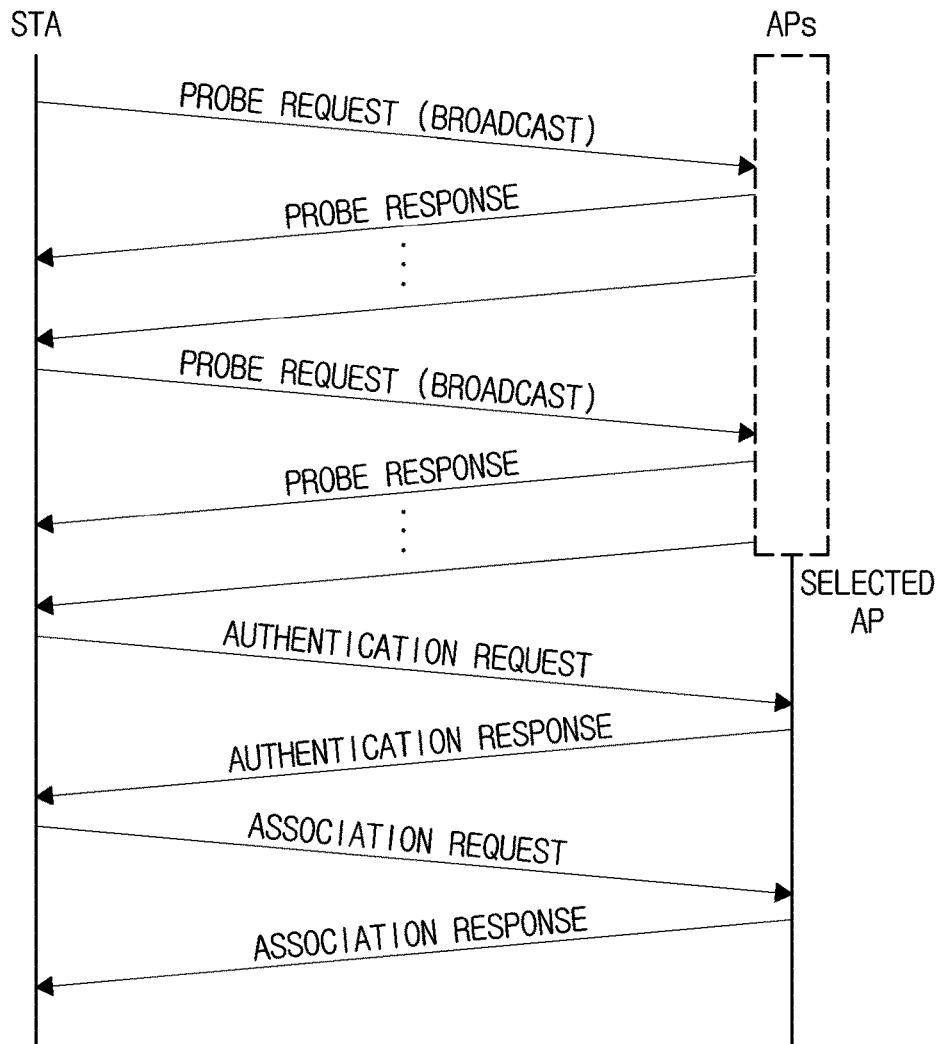 STA
APs
PROBE REQUEST (BROADCAST)
PROBE RESPONSE
PROBE REQUEST (BROADCAST)
PROBE RESPONSE
SELECTED
AP
AUTHENTICATION REQUEST
AUTHENTICATION RESPONSE
ASSOCIATION REQUEST
ASSOCIATION RESPONSE